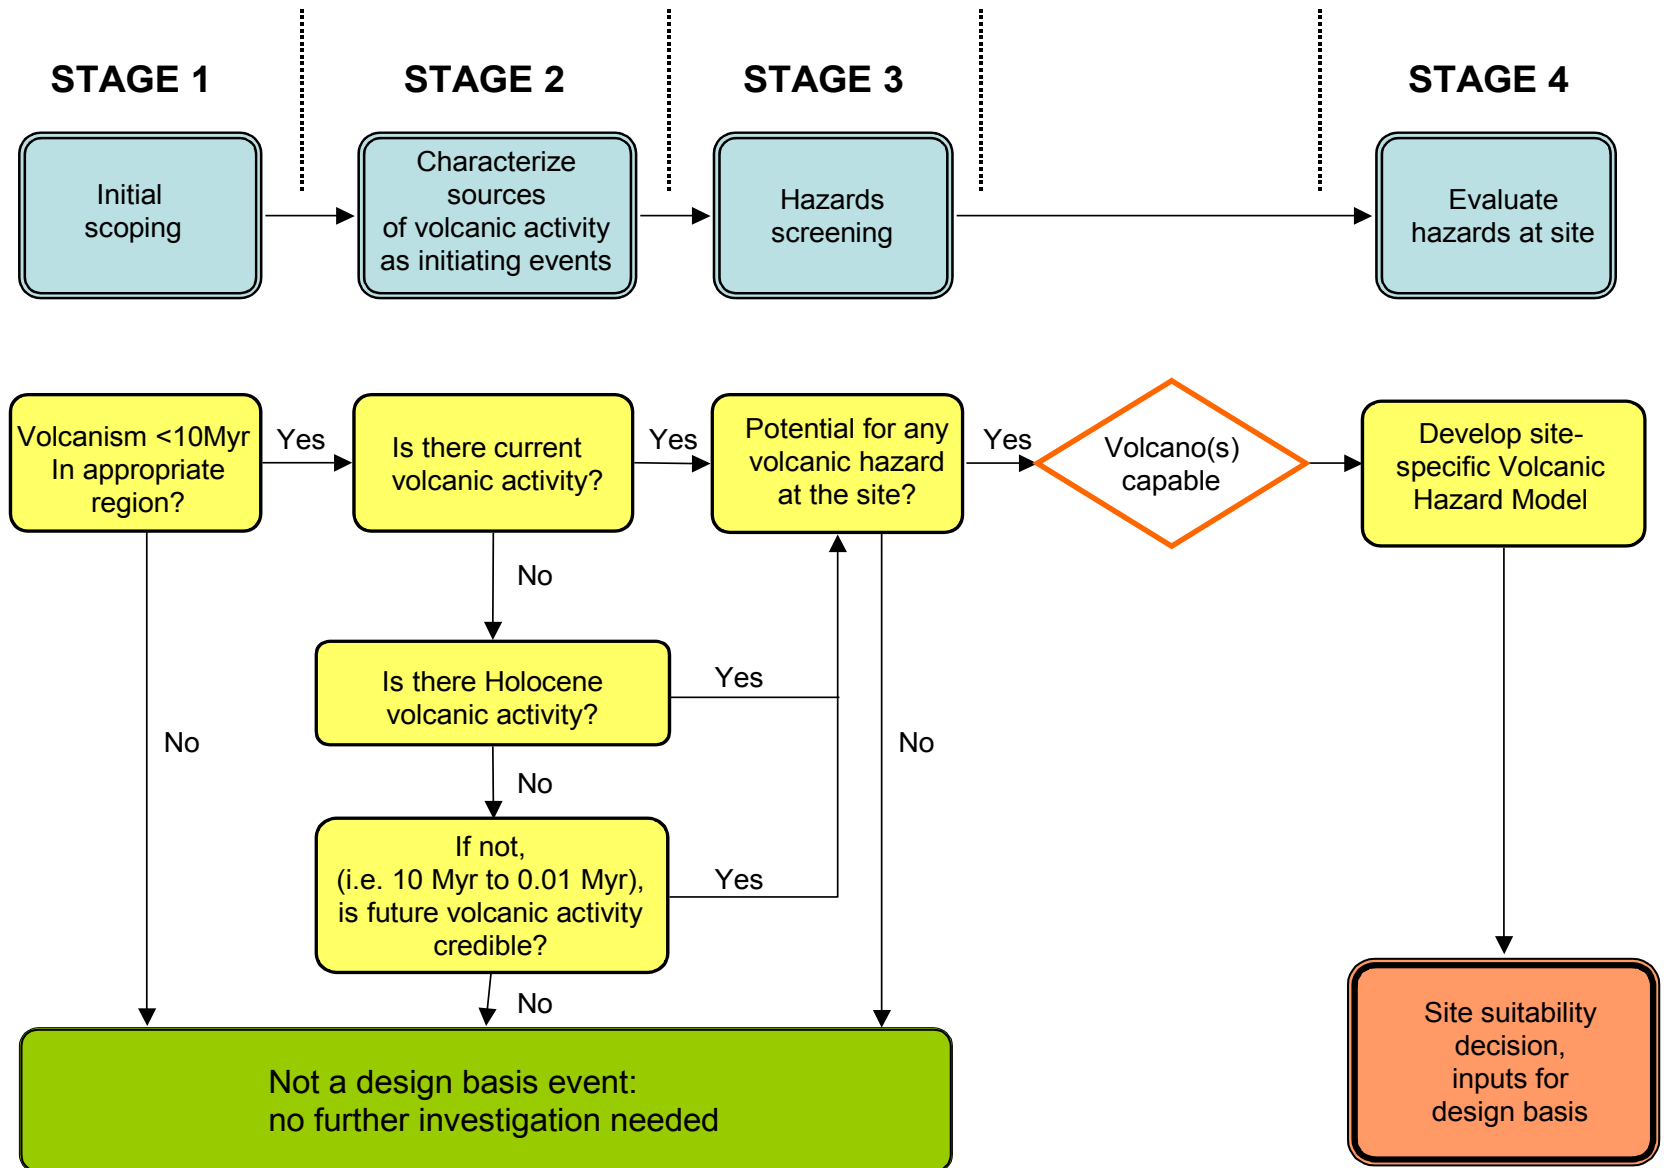 STAGE 1
STAGE 2
STAGE 3
STAGE 4
Initial
scoping
Characterize
sources
of volcanic activity
as initiating events
Hazards
screening
Evaluate
hazards at site
Volcanism <10Myr
In appropriate
region?
Yes
Is there current
volcanic activity?
Yes
Potential for any
volcanic hazard
at the site?
Yes
Volcano(s)
capable
Develop site-
specific Volcanic
Hazard Model
No
Is there Holocene
volcanic activity?
Yes
No
No
No
If not,
(i.e. 10 Myr to 0.01 Myr),
is future volcanic activity
credible?
Yes
No
Not a design basis event:
no further investigation needed
Site suitability
decision,
inputs for
design basis